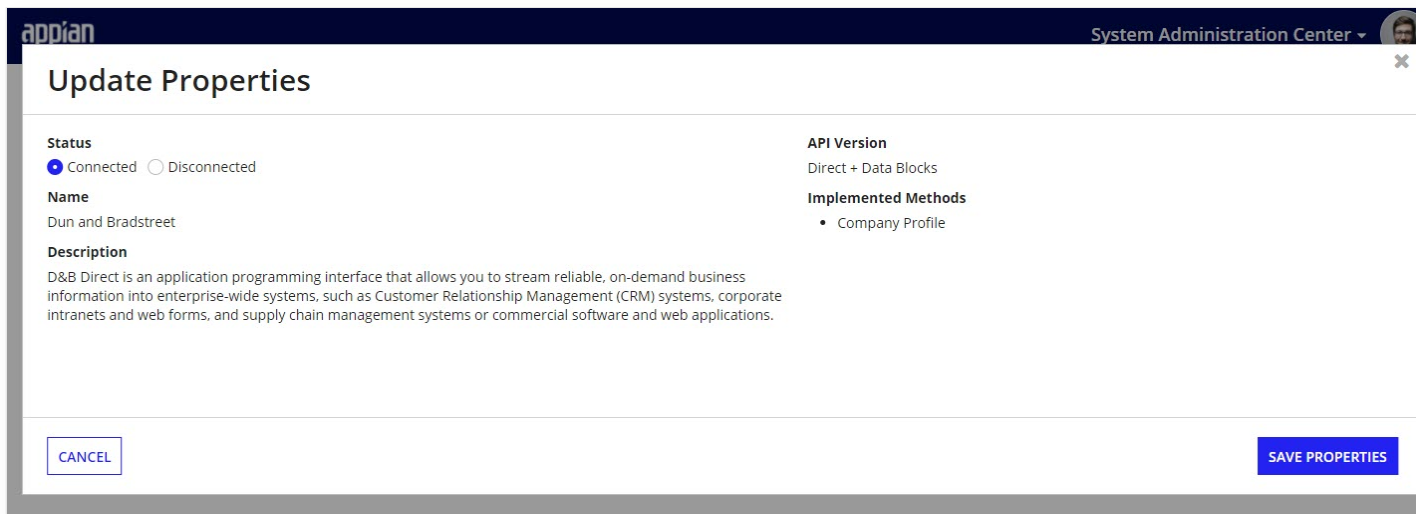 appian
System Administration Center
Update Properties
Status
Connected
Disconnected
Name
Dun and Bradstreet
Description
D&B Direct is an application programming interface that allows you to stream reliable, on-demand business
information into enterprise-wide systems, such as Customer Relationship Management (CRM) systems, corporate
intranets and web forms, and supply chain management systems or commercial software and web applications.
API Version
Direct + Data Blocks
Implemented Methods
• Company Profile
CANCEL
SAVE PROPERTIES